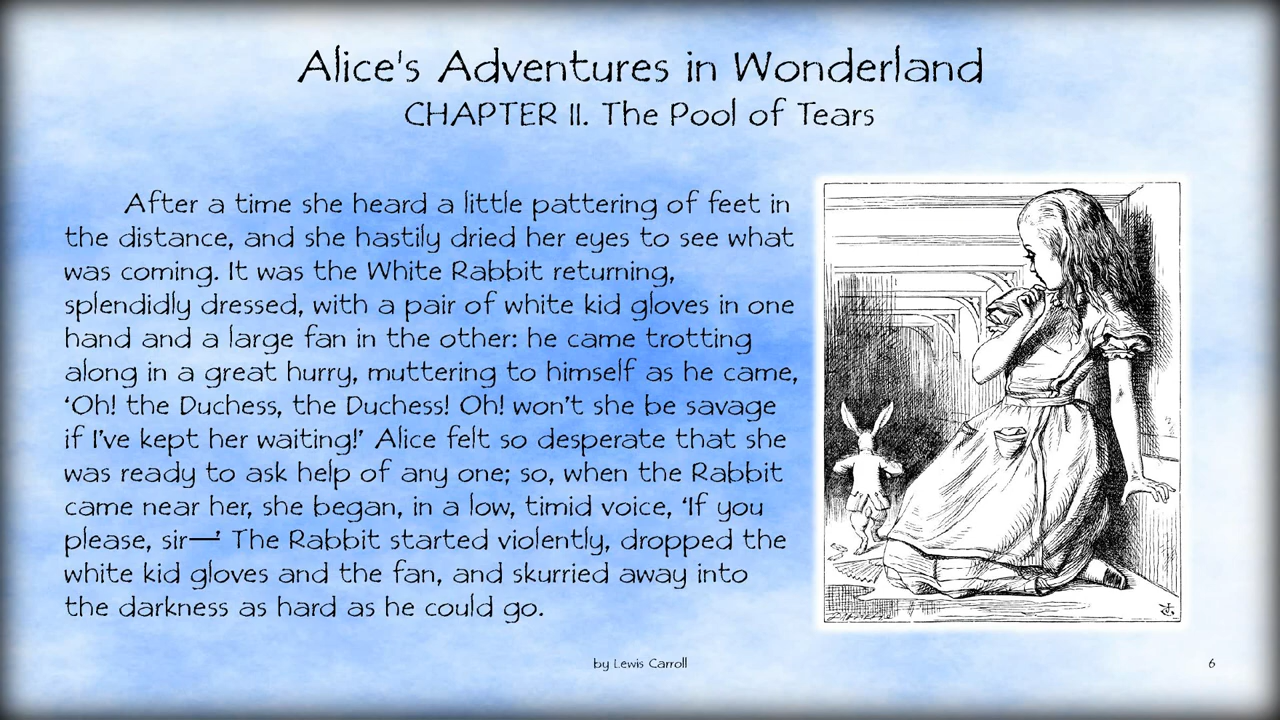 Alice's Adventures in Wonderland
CHAPTER II. The Pool of Tears
After a time she heard a little pattering of feet in
the distance, and she hastily dried her eyes to see what
was coming. It was the White Rabbit returning,
splendidly dressed, with a pair of white kid gloves in one
hand and a large fan in the other: he came trotting
along in a great hurry, muttering to himself as he came,
‘Oh! the Duchess, the Duchess! Oh! won’t she be savage
if I’ve kept her waiting!’ Alice felt so desperate that she
was ready to ask help of any one; so, when the Rabbit
came near her, she began, in a low, timid voice, ‘If you
please, sir—’ The Rabbit started violently, dropped the
white kid gloves and the fan, and skurried away into
the darkness as hard as he could go.
by Lewis Carroll
6